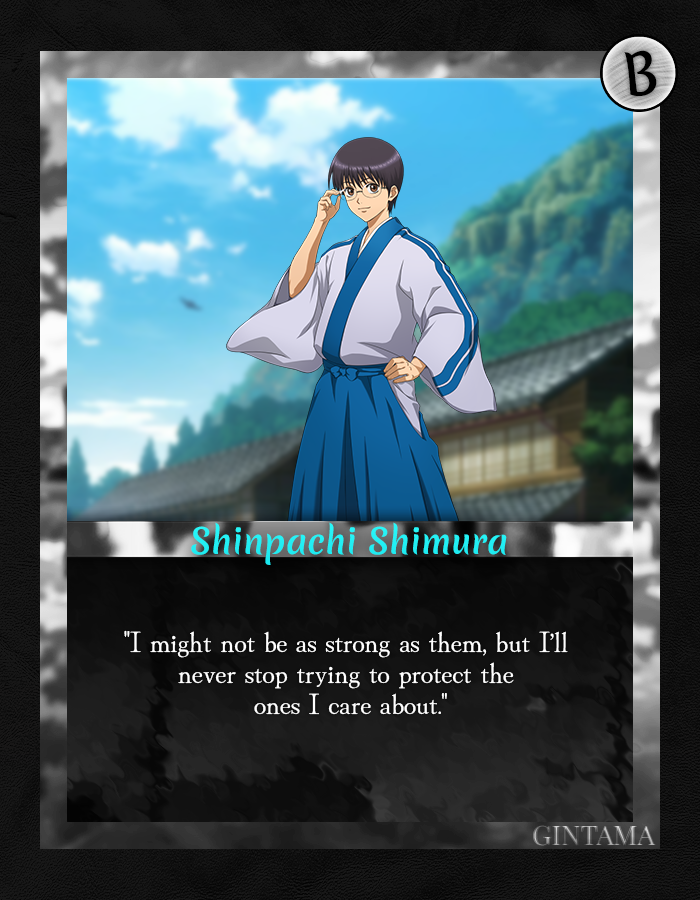 B
Shinpachi Shimura
"I might not be as strong as them, but I’ll
never stop trying to protect the
ones I care about."
GINTAMA